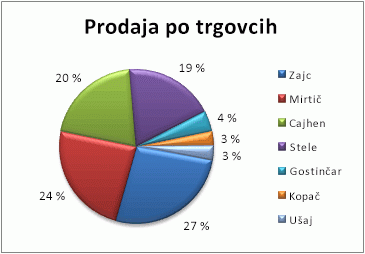 Prodaja po trgovcih
19 %
20 %
4 %
3 %
3 %
24 %
27 %
Zajc
Mirtič
Cajhen
Stele
Gostinčar
Kopač
Ušaj